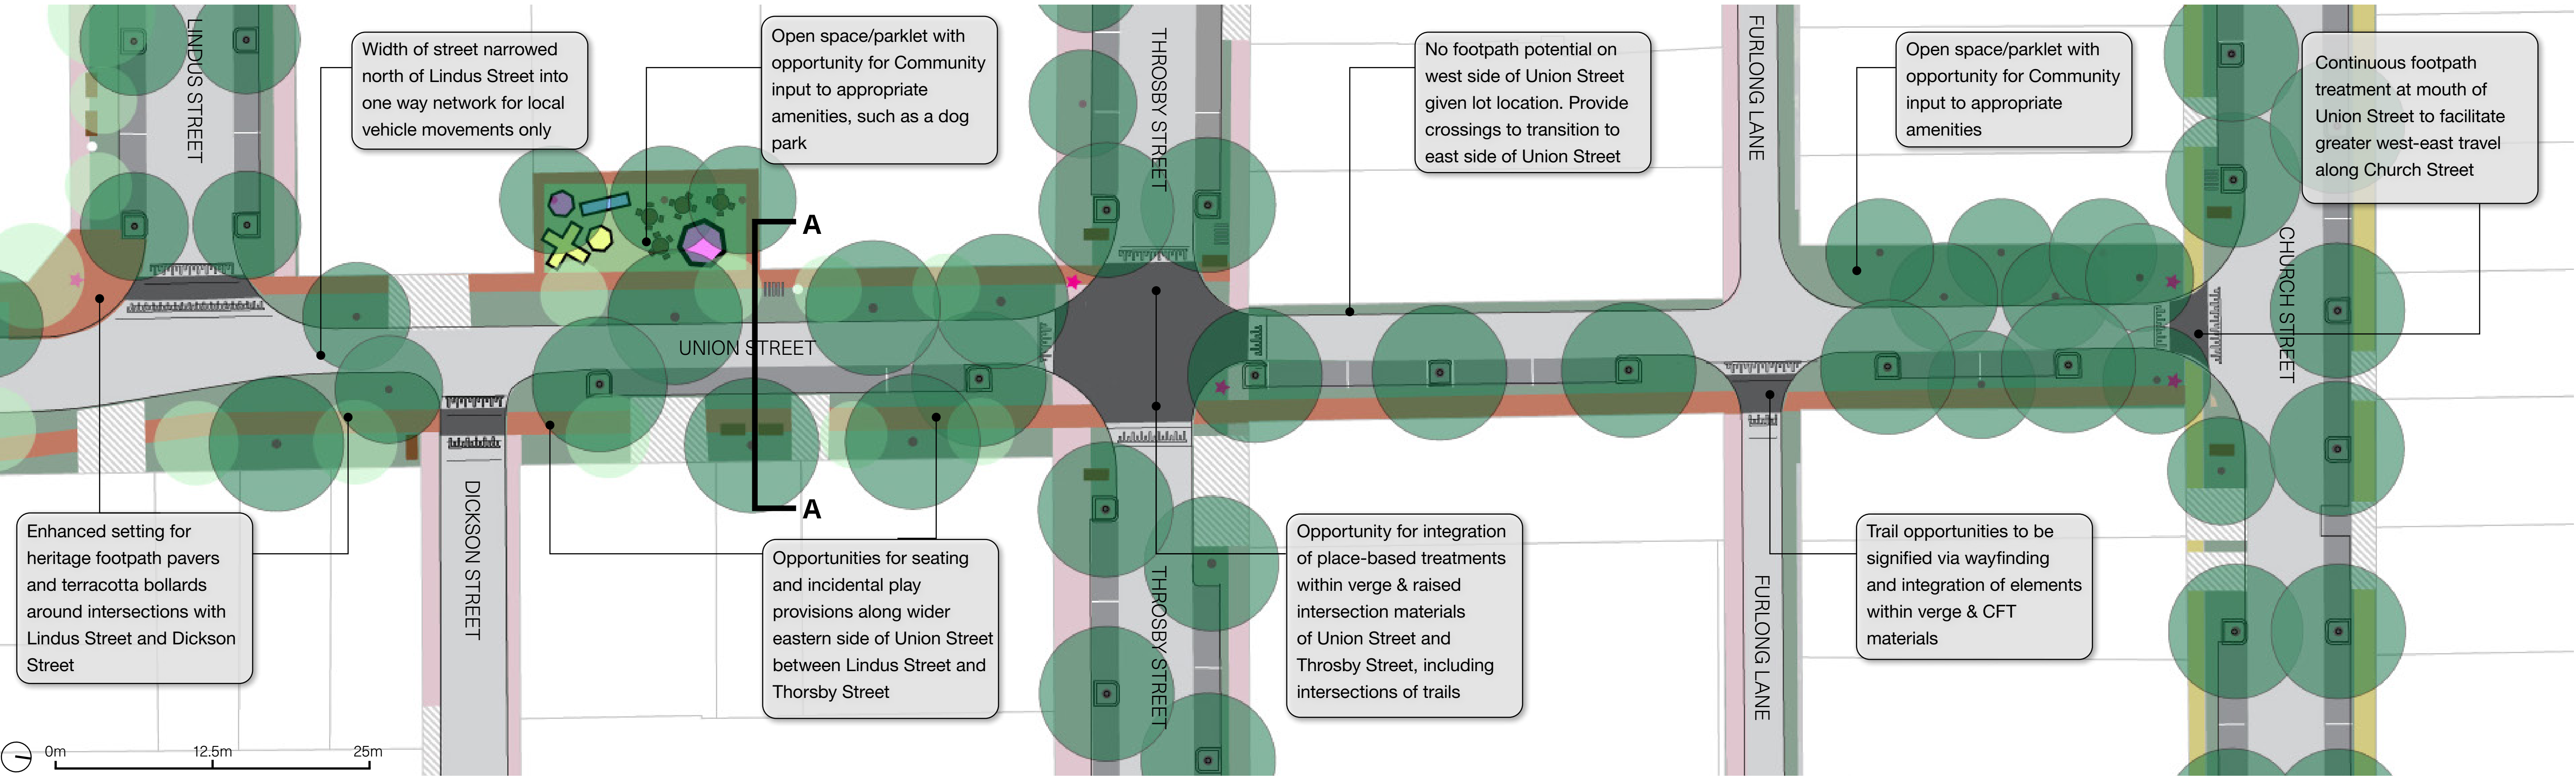 LINDUS STREET
Width of street narrowed
north of Lindus Street into
one way network for local
vehicle movements only
Open space/parklet with
opportunity for Community
input to appropriate
amenities, such as a dog
park
THROSBY STREET
No footpath potential on
west side of Union Street
given lot location. Provide
crossings to transition to
east side of Union Street
FURLONG LANE
Open space/parklet with
opportunity for Community
input to appropriate
amenities
Continuous footpath
treatment at mouth of
Union Street to facilitate
greater west-east travel
along Church Street
A
UNION STREET
CHURCH STREET
A
Enhanced setting for
heritage footpath pavers
and terracotta bollards
around intersections with
Lindus Street and Dickson
Street
DICKSON STREET
Opportunities for seating
and incidental play
provisions along wider
eastern side of Union Street
between Lindus Street and
Thorsby Street
THROSBY STREET
Opportunity for integration
of place-based treatments
within verge & raised
intersection materials
of Union Street and
Throsby Street, including
intersections of trails
FURLONG LANE
Trail opportunities to be
signified via wayfinding
and integration of elements
within verge & CFT
materials
0m 12.5m 25m